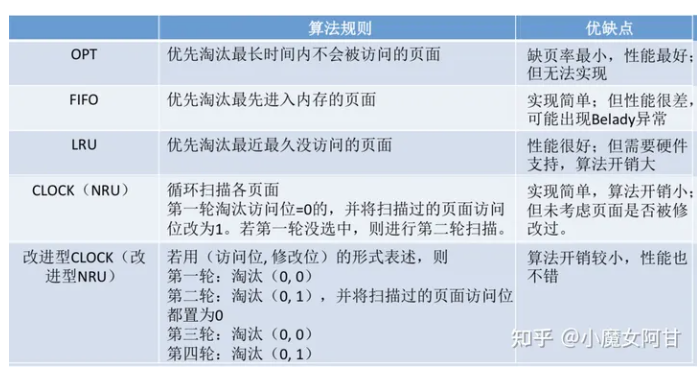 算法规则 优缺点
OPT 优先淘汰最长时间内不会被访问的页面 缺页率最小，性能最好；
但无法实现
FIFO 优先淘汰最先进入内存的页面 实现简单；但性能很差，
可能出现Belady异常
LRU 优先淘汰最近最久没访问的页面 性能很好；但需要硬件
支持，算法开销大
CLOCK（NRU） 循环扫描各页面 实现简单，算法开销小；
第一轮淘汰访问位=0的，并将扫描过的页面访问 但未考虑页面是否被修
位改为1。若第一轮没选中，则进行第二轮扫描。 改过。
改进型CLOCK（改 若用（访问位, 修改位）的形式表述，则 算法开销较小，性能也
进型NRU） 第一轮：淘汰（0, 0） 不错
第二轮：淘汰（0, 1），并将扫描过的页面访问位
都置为0
第三轮：淘汰（0, 0）
第四轮：淘汰（0, 1）
知乎 @小魔女阿甘